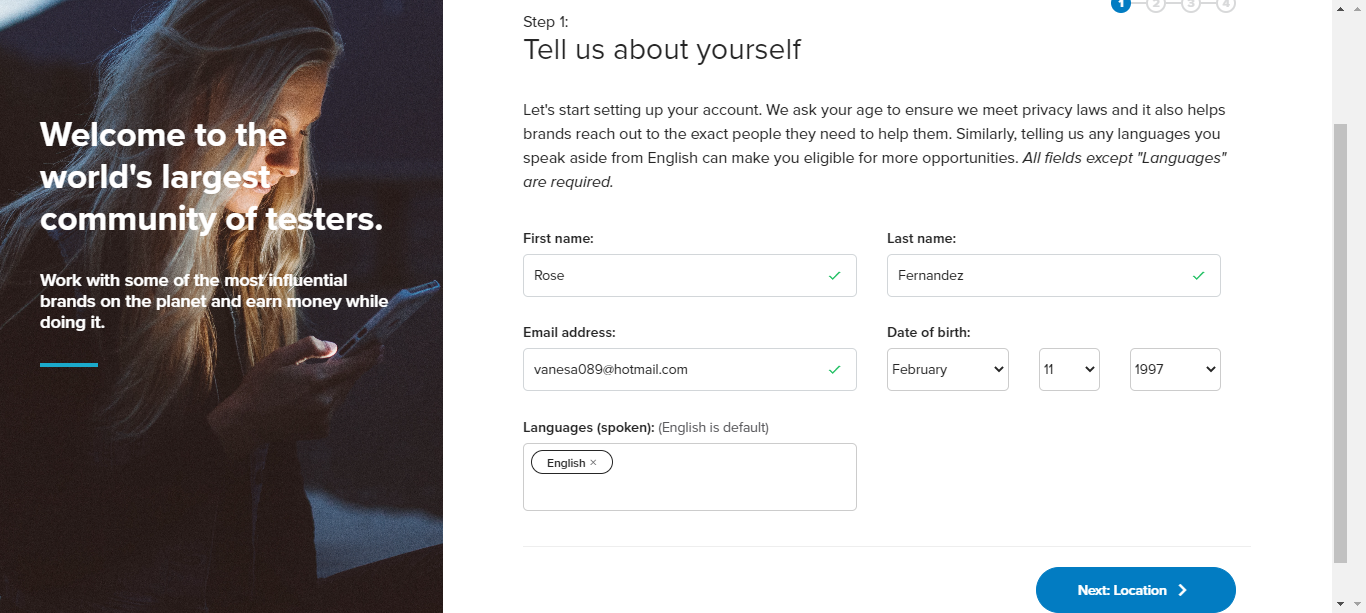 Welcome to the
world's largest
community of testers.
Work with some of the most influential
brands on the planet and earn money while
doing it.
1 2 3 4
Step 1:
Tell us about yourself
Let's start setting up your account. We ask your age to ensure we meet privacy laws and it also helps
brands reach out to the exact people they need to help them. Similarly, telling us any languages you
speak aside from English can make you eligible for more opportunities. All fields except "Languages"
are required.
First name: Last name:
Rose Fernandez
Email address: Date of birth:
vanesa089@hotmail.com February 11 1997
Languages (spoken): (English is default)
English ×
Next: Location